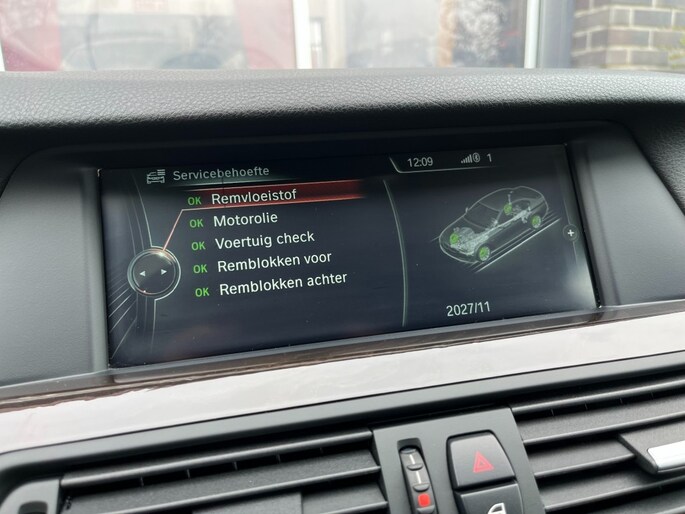 Servicebehoefte
12:09 1
OK Remvloeistof
OK Motorolie
OK Voertuig check
OK Remblokken voor
OK Remblokken achter
2027/11